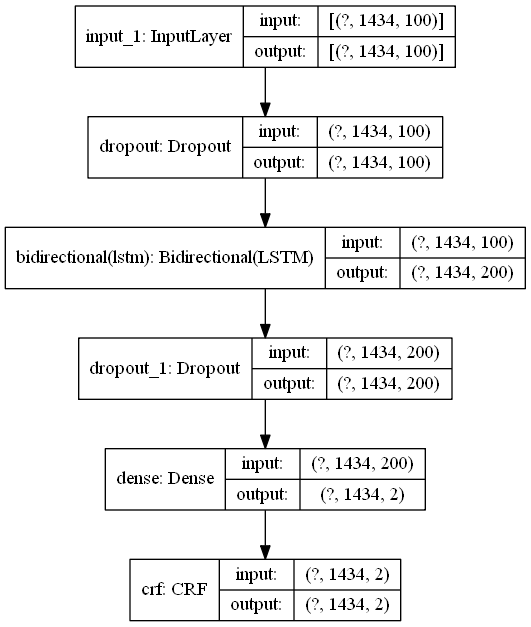 input_1: InputLayer
input: [(?, 1434, 100)]
output: [(?, 1434, 100)]
dropout: Dropout
input: (?, 1434, 100)
output: (?, 1434, 100)
bidirectional(lstm): Bidirectional(LSTM)
input: (?, 1434, 100)
output: (?, 1434, 200)
dropout_1: Dropout
input: (?, 1434, 200)
output: (?, 1434, 200)
dense: Dense
input: (?, 1434, 200)
output: (?, 1434, 2)
crf: CRF
input: (?, 1434, 2)
output: (?, 1434, 2)